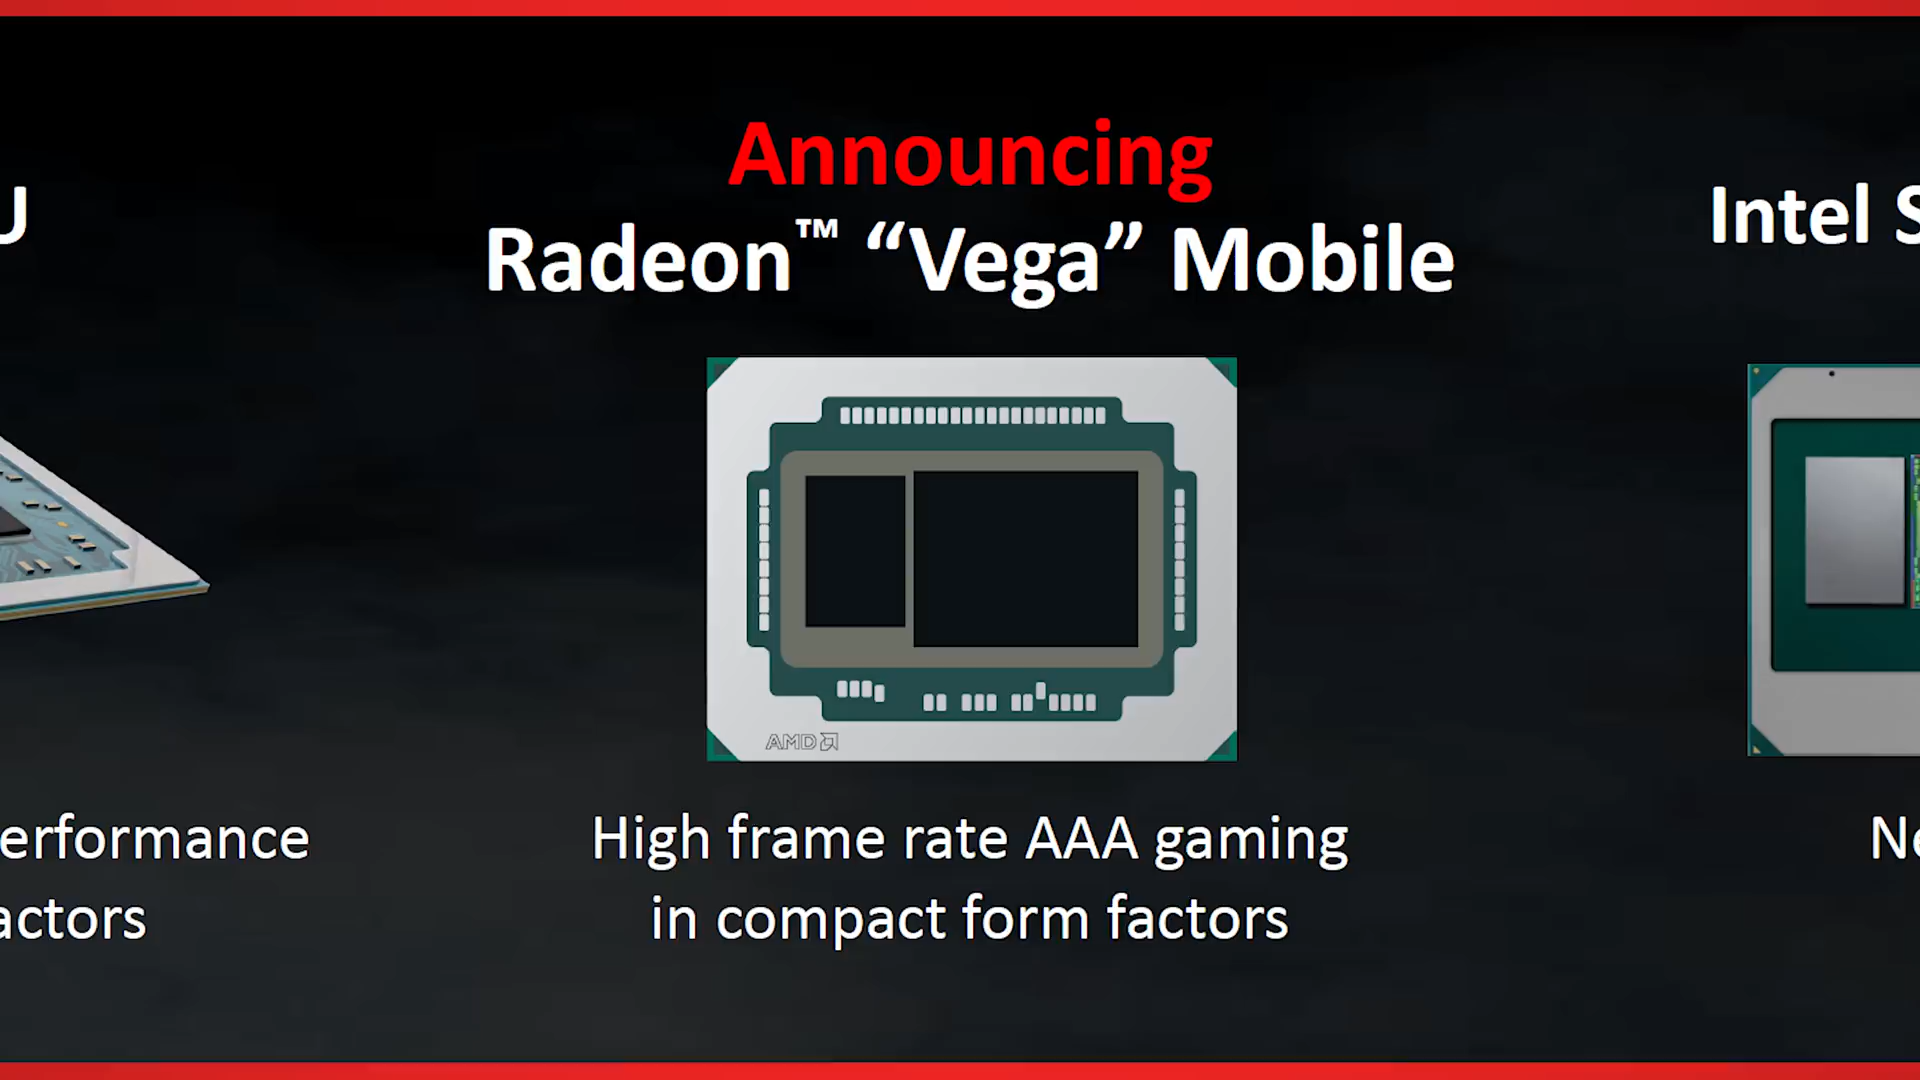 Announcing
Radeon™ “Vega” Mobile
U
Intel S
AMD
erformance
actors
High frame rate AAA gaming
in compact form factors
Ne